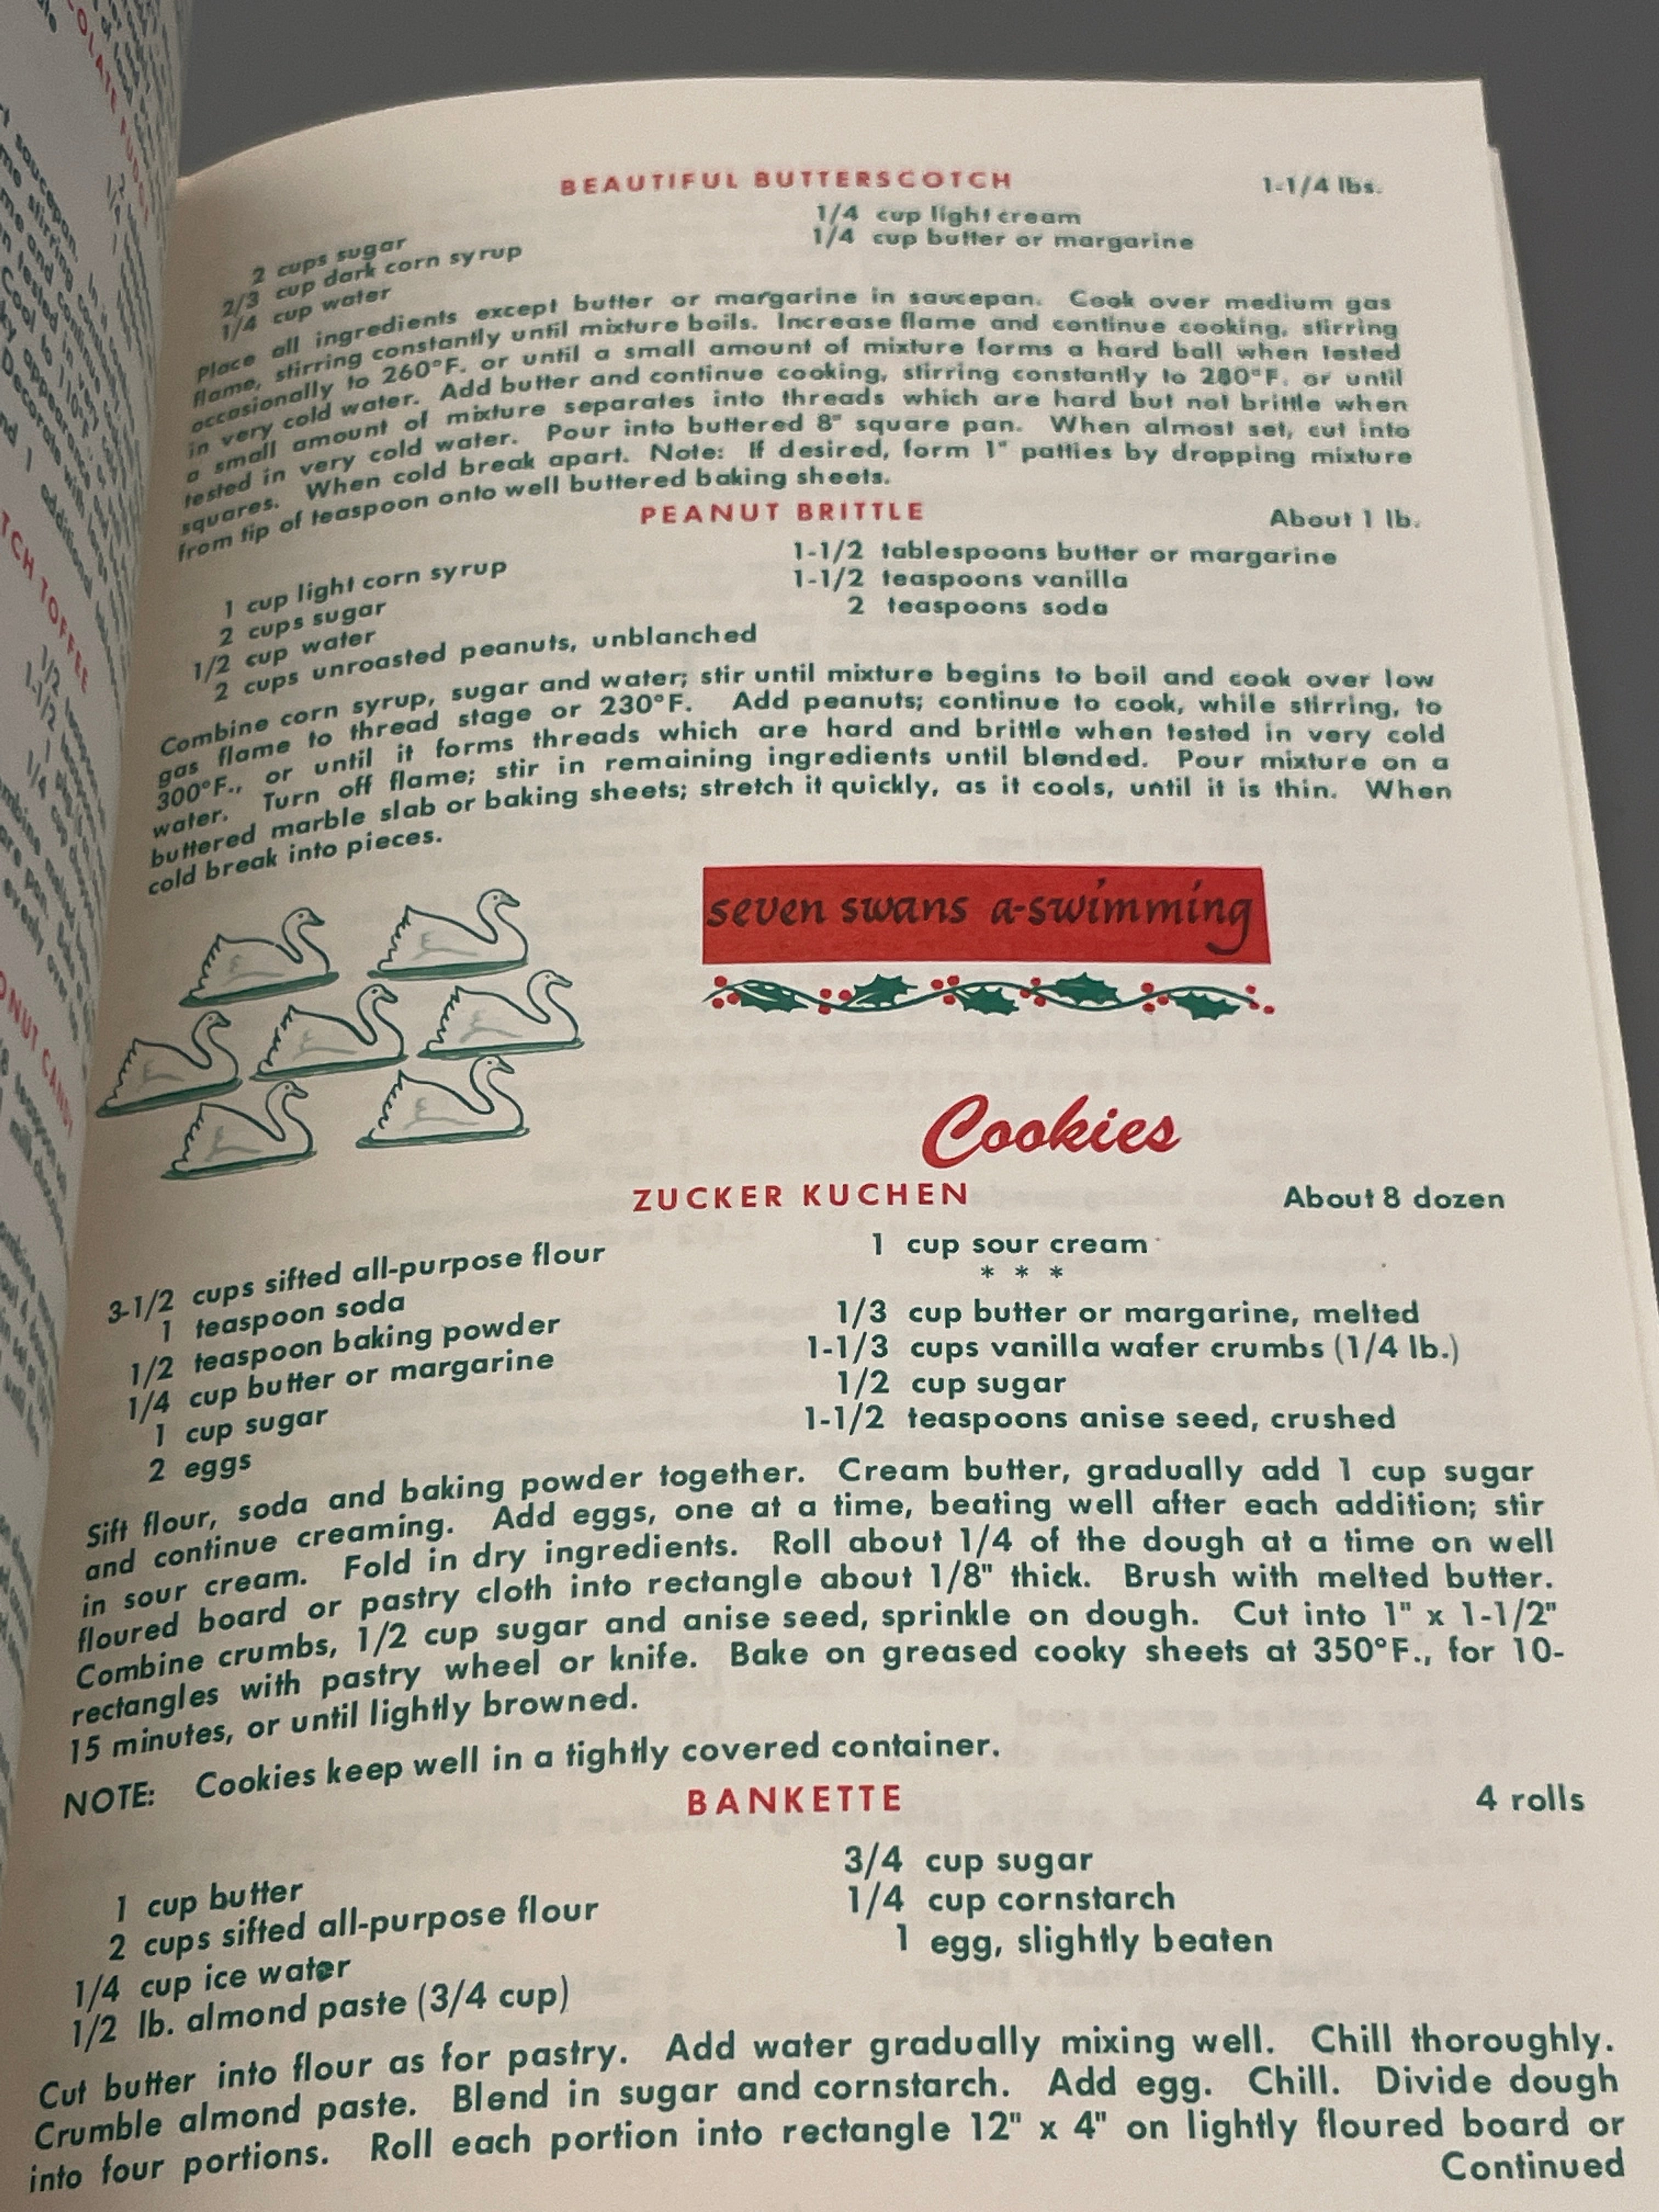 BEAUTIFUL BUTTERSCOTCH 1-1/4 lbs.
2 cups sugar
2/3 cup dark corn syrup
1/4 cup water
1/4 cup light cream
1/4 cup butter or margarine
Place all ingredients except butter or margarine in saucepan. Cook over medium gas
flame, stirring constantly until mixture boils. Increase flame and continue cooking, stirring
occasionally to 260°F. or until a small amount of mixture forms a hard ball when tested
in very cold water. Add butter and continue cooking, stirring constantly to 280°F. or until
a small amount of mixture separates into threads which are hard but not brittle when
tested in very cold water. Pour into buttered 8" square pan. When almost set, cut into
squares. When cold break apart. Note: If desired, form 1" patties by dropping mixture
from tip of teaspoon onto well buttered baking sheets.
PEANUT BRITTLE About 1 lb.
1 cup light corn syrup
2 cups sugar
1/2 cup water
2 cups unroasted peanuts, unblanched
1-1/2 tablespoons butter or margarine
1-1/2 teaspoons vanilla
2 teaspoons soda
Combine corn syrup, sugar and water; stir until mixture begins to boil and cook over low
gas flame to thread stage or 230°F. Add peanuts; continue to cook, while stirring, to
300°F., or until it forms threads which are hard and brittle when tested in very cold
water. Turn off flame; stir in remaining ingredients until blended. Pour mixture on a
buttered marble slab or baking sheets; stretch it quickly, as it cools, until it is thin. When
cold break into pieces.
seven swans a-swimming
Cookies
ZUCKER KUCHEN About 8 dozen
3-1/2 cups sifted all-purpose flour
1 teaspoon soda
1/2 teaspoon baking powder
1/4 cup butter or margarine
1 cup sugar
2 eggs
1 cup sour cream
* * *
1/3 cup butter or margarine, melted
1-1/3 cups vanilla wafer crumbs (1/4 lb.)
1/2 cup sugar
1-1/2 teaspoons anise seed, crushed
Sift flour, soda and baking powder together. Cream butter, gradually add 1 cup sugar
and continue creaming. Add eggs, one at a time, beating well after each addition; stir
in sour cream. Fold in dry ingredients. Roll about 1/4 of the dough at a time on well
floured board or pastry cloth into rectangle about 1/8" thick. Brush with melted butter.
Combine crumbs, 1/2 cup sugar and anise seed, sprinkle on dough. Cut into 1" x 1-1/2"
rectangles with pastry wheel or knife. Bake on greased cooky sheets at 350°F., for 10-
15 minutes, or until lightly browned.
NOTE: Cookies keep well in a tightly covered container.
BANKETTE 4 rolls
1 cup butter
2 cups sifted all-purpose flour
1/4 cup ice water
1/2 lb. almond paste (3/4 cup)
3/4 cup sugar
1/4 cup cornstarch
1 egg, slightly beaten
Cut butter into flour as for pastry. Add water gradually mixing well. Chill thoroughly.
Crumble almond paste. Blend in sugar and cornstarch. Add egg. Chill. Divide dough
into four portions. Roll each portion into rectangle 12" x 4" on lightly floured board or
Continued